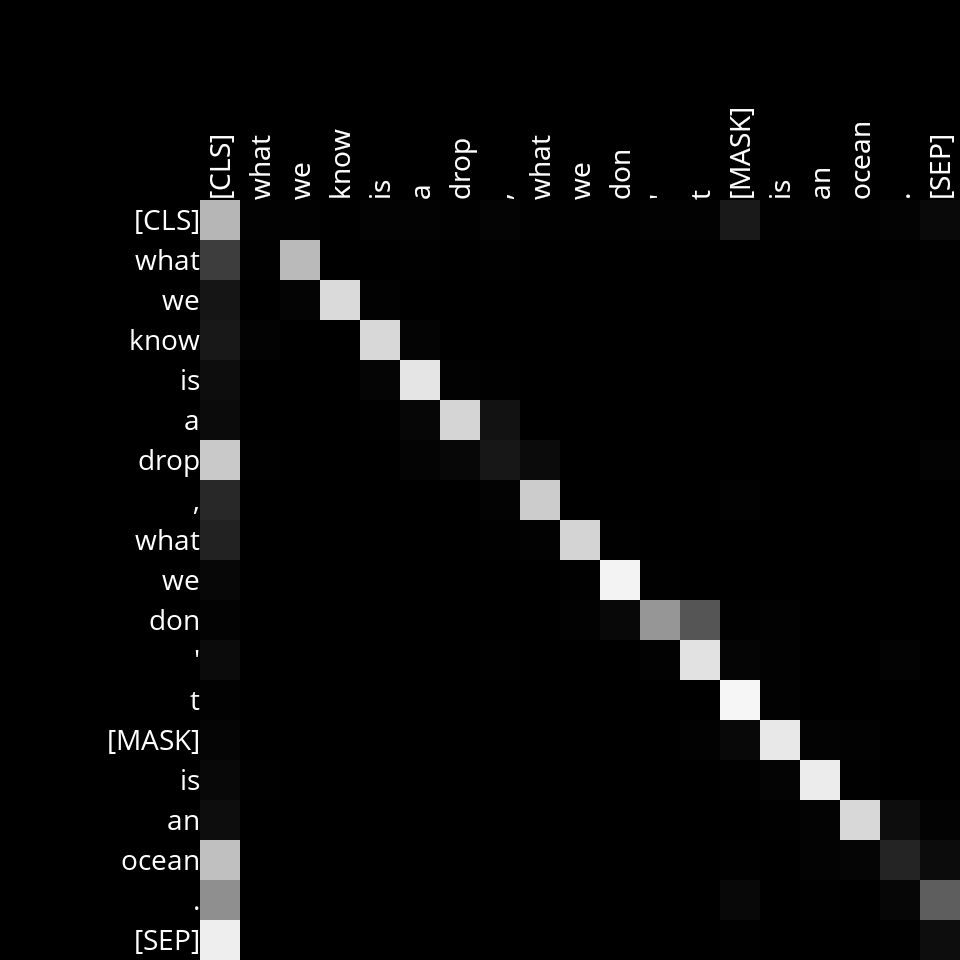 [CLS] what we know is a drop , what we don ' t [MASK] is an ocean . [SEP]
[CLS]
what
we
know
is
a
drop
,
what
we
don
'
t
[MASK]
is
an
ocean
.
[SEP]